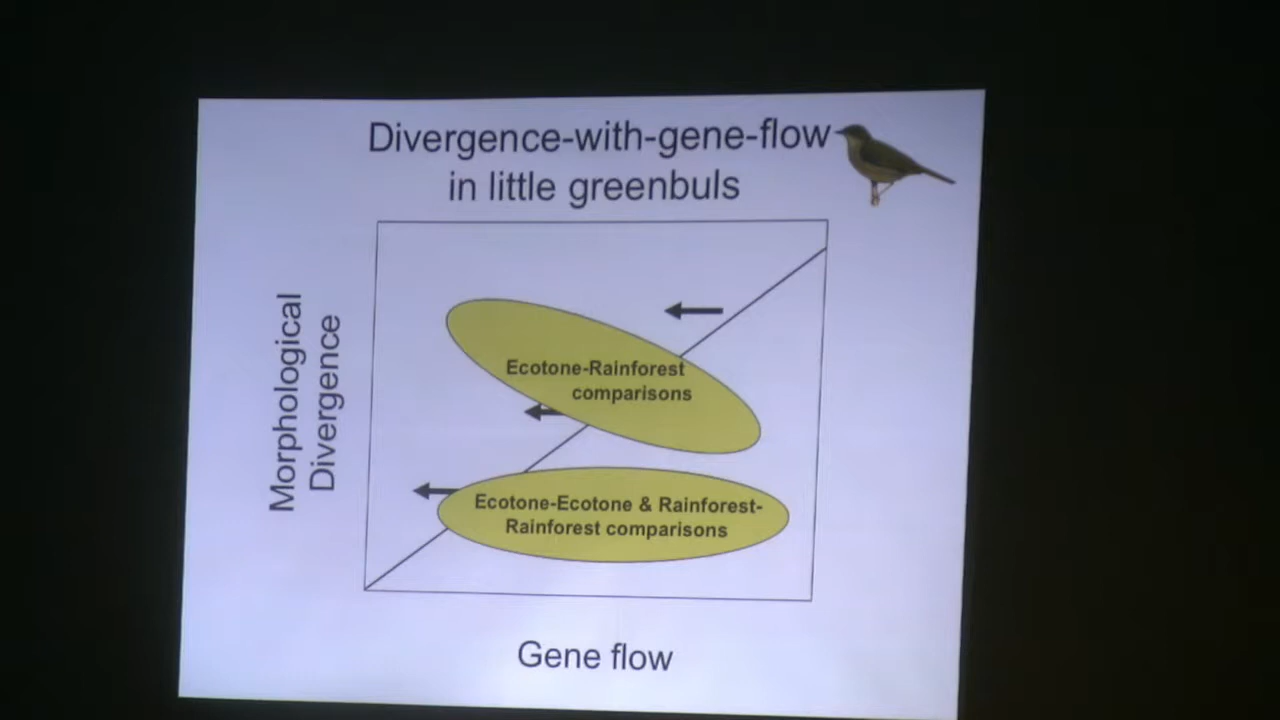 Divergence-with-gene-flow
in little greenbuls
Morphological
Divergence
Ecotone-Rainforest
comparisons
Ecotone-Ecotone & Rainforest-
Rainforest comparisons
Gene flow